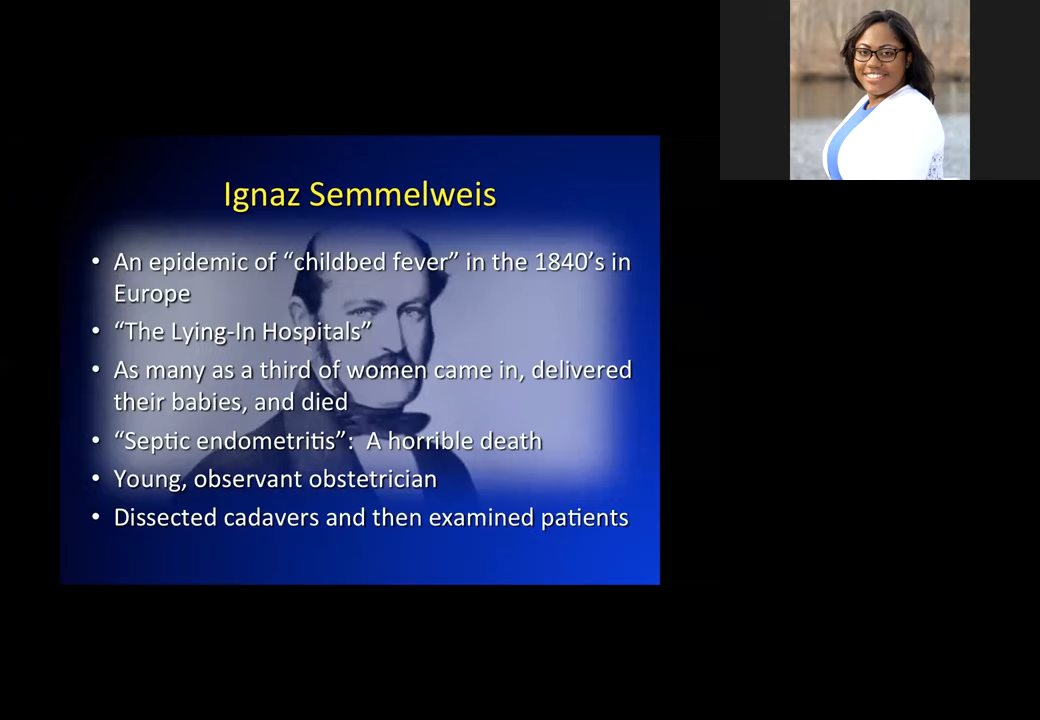 Ignaz Semmelweis
• An epidemic of “childbed fever” in the 1840’s in
Europe
• “The Lying-In Hospitals”
• As many as a third of women came in, delivered
their babies, and died
• “Septic endometritis”: A horrible death
• Young, observant obstetrician
• Dissected cadavers and then examined patients